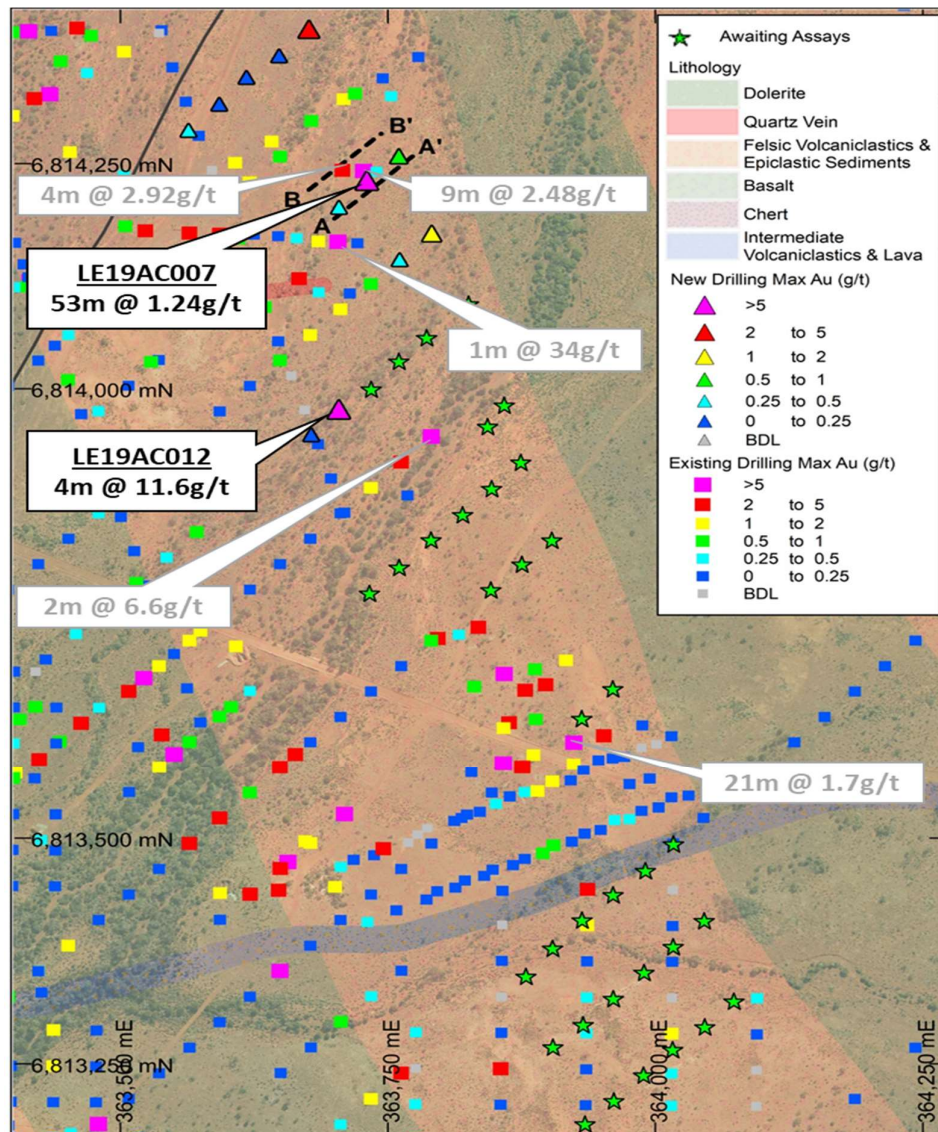 Awaiting Assays
Lithology
Dolerite
Quartz Vein
Felsic Volcaniclastics &
Epiclastic Sediments
Basalt
Chert
Intermediate
Volcaniclastics & Lava
New Drilling Max Au (g/t)
>5
2 to 5
1 to 2
0.5 to 1
0.25 to 0.5
0 to 0.25
BDL
Existing Drilling Max Au (g/t)
>5
2 to 5
1 to 2
0.5 to 1
0.25 to 0.5
0 to 0.25
BDL
B'
A'
6,814,250 mN
4m @ 2.92g/t
B
9m @ 2.48g/t
A
LE19AC007
53m @ 1.24g/t
1m @ 34g/t
6,814,000 mN
LE19AC012
4m @ 11.6g/t
2m @ 6.6g/t
21m @ 1.7g/t
6,813,500 mN
6,813,250 mN
363,500 mE
363,750 mE
364,000 mE
364,250 mE